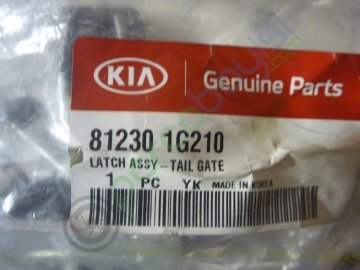 KIA
Genuine Parts
81230 1G210
LATCH ASSY-TAIL GATE
1 PC YK MADE IN KOREA